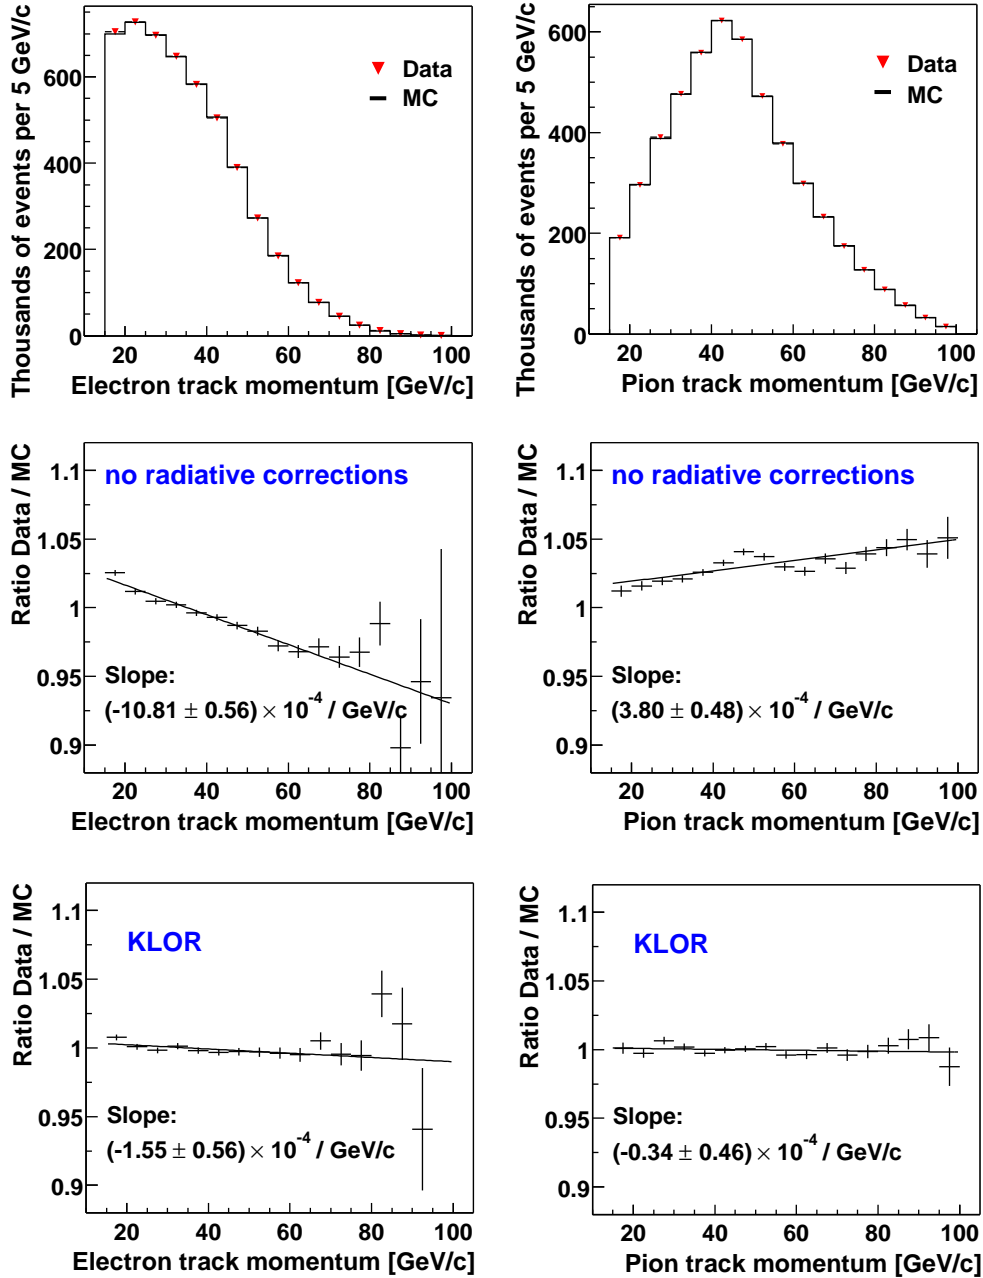 Thousands of events per 5 GeV/c
600
400
200
0
Data
MC
20 40 60 80 100
Electron track momentum [GeV/c]
Thousands of events per 5 GeV/c
600
400
200
0
Data
MC
20 40 60 80 100
Pion track momentum [GeV/c]
Ratio Data / MC
1.1
1.05
1
0.95
0.9
no radiative corrections
Slope:
(-10.81 ± 0.56) × 10^-4 / GeV/c
20 40 60 80 100
Electron track momentum [GeV/c]
Ratio Data / MC
1.1
1.05
1
0.95
0.9
no radiative corrections
Slope:
(3.80 ± 0.48) × 10^-4 / GeV/c
20 40 60 80 100
Pion track momentum [GeV/c]
Ratio Data / MC
1.1
1.05
1
0.95
0.9
KLOR
Slope:
(-1.55 ± 0.56) × 10^-4 / GeV/c
20 40 60 80 100
Electron track momentum [GeV/c]
Ratio Data / MC
1.1
1.05
1
0.95
0.9
KLOR
Slope:
(-0.34 ± 0.46) × 10^-4 / GeV/c
20 40 60 80 100
Pion track momentum [GeV/c]